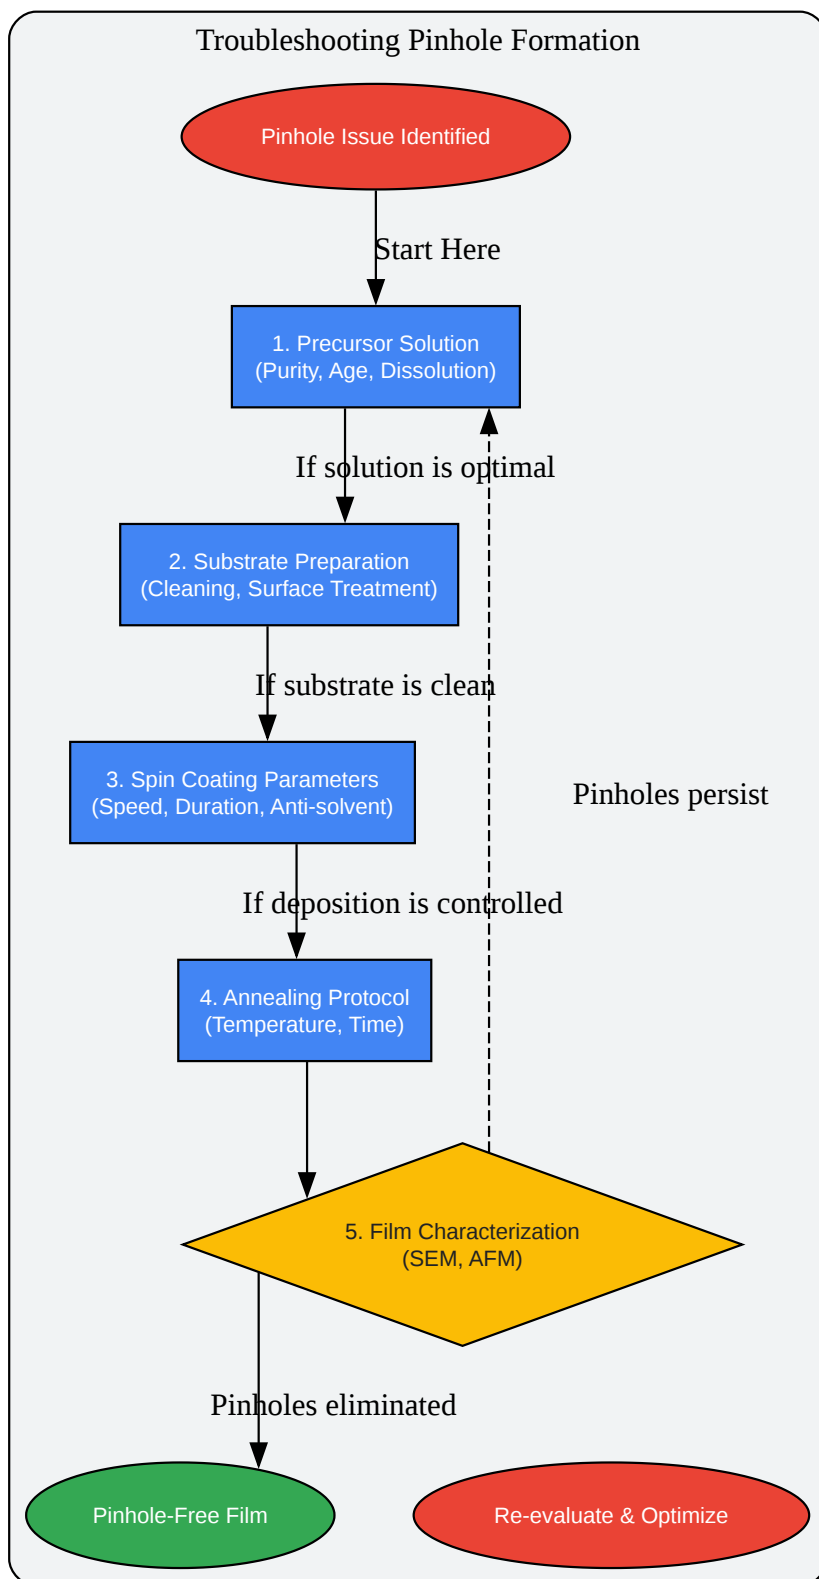 Troubleshooting Pinhole Formation
Pinhole Issue Identified
Start Here
1. Precursor Solution
(Purity, Age, Dissolution)
If solution is optimal
2. Substrate Preparation
(Cleaning, Surface Treatment)
If substrate is clean
3. Spin Coating Parameters
(Speed, Duration, Anti-solvent)
Pinholes persist
If deposition is controlled
4. Annealing Protocol
(Temperature, Time)
5. Film Characterization
(SEM, AFM)
Pinholes eliminated
Pinhole-Free Film
Re-evaluate & Optimize